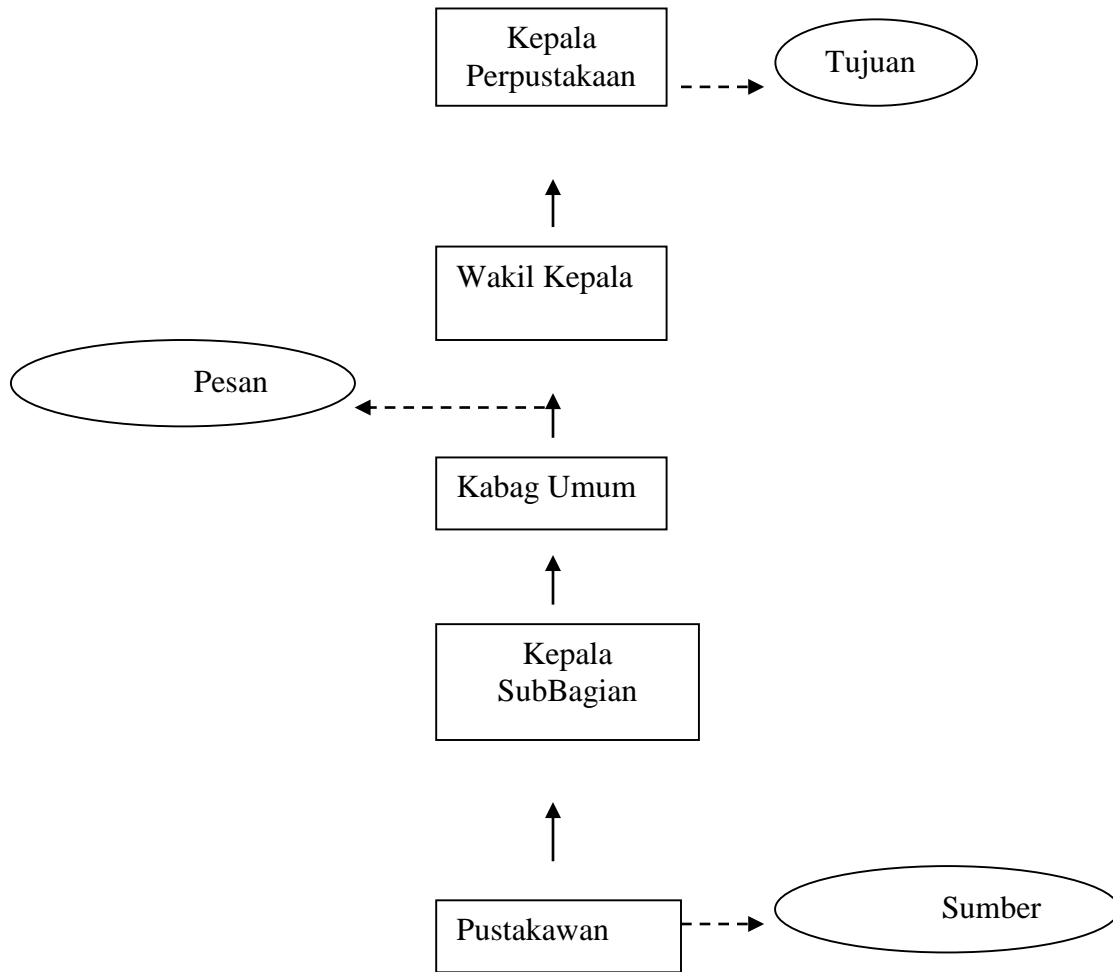 Kepala
Perpustakaan
Tujuan
Wakil Kepala
Pesan
Kabag Umum
Kepala
SubBagian
Sumber
Pustakawan